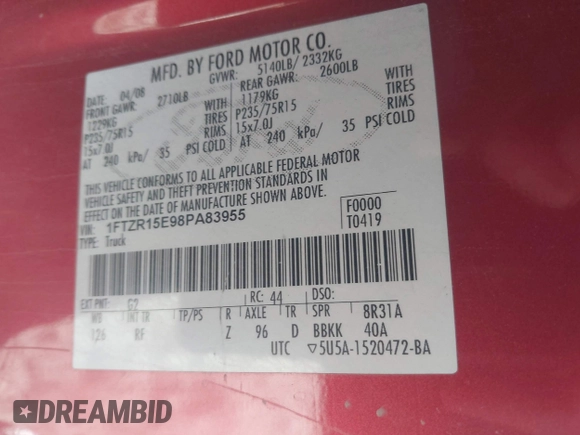 MFD. BY FORD MOTOR CO.
DATE: 04/08 GVWR: 5140LB/ 2332KG
FRONT GAWR: 2710LB REAR GAWR: 2600LB
1229KG WITH 1179KG WITH
P235/75R15 TIRES P235/75R15 TIRES
15x7.0J RIMS 15x7.0J RIMS
AT 240 kPa/ 35 PSI COLD AT 240 kPa/ 35 PSI COLD
THIS VEHICLE CONFORMS TO ALL APPLICABLE FEDERAL MOTOR
VEHICLE SAFETY AND THEFT PREVENTION STANDARDS IN
EFFECT ON THE DATE OF MANUFACTURE SHOWN ABOVE.
VIN: 1FTZR15E98PA83955 F0000
TYPE: Truck T0419
EXT PNT: G2 RC: 44 DSO:
WB INT TR TP/PS R AXLE TR SPR 8R31A
126 RF Z 96 D BBKK 40A
UTC ▽5U5A-1520472-BA
DREAMBID